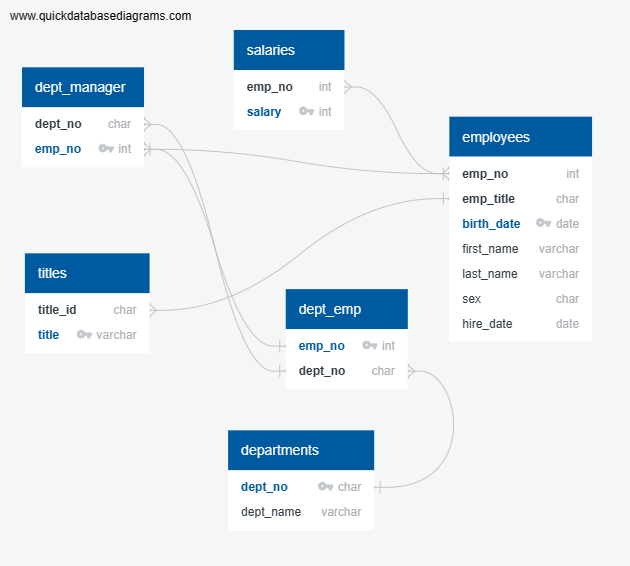 www.quickdatabasediagrams.com
salaries
emp_no int
salary int
dept_manager
dept_no char
emp_no int
employees
emp_no int
emp_title char
birth_date date
first_name varchar
last_name varchar
sex char
hire_date date
titles
title_id char
title varchar
dept_emp
emp_no int
dept_no char
departments
dept_no char
dept_name varchar